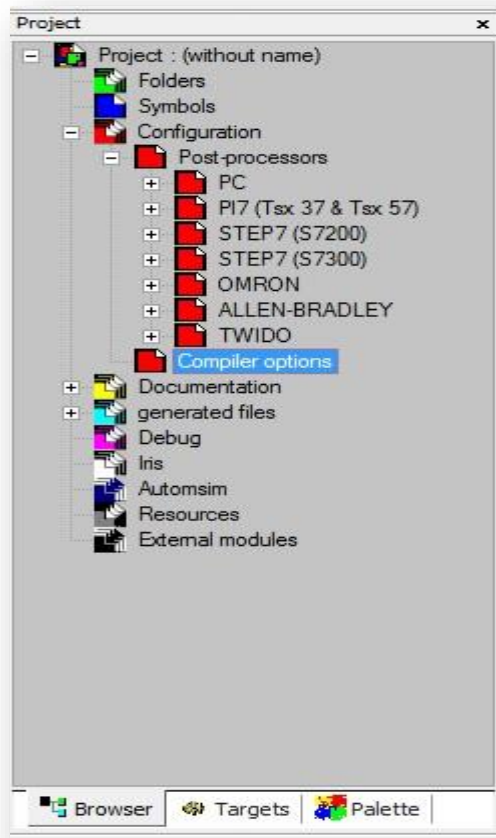 Project
Project : (without name)
Folders
Symbols
Configuration
Post-processors
PC
PI7 (Tsx 37 & Tsx 57)
STEP7 (S7200)
STEP7 (S7300)
OMRON
ALLEN-BRADLEY
TWIDO
Compiler options
Documentation
generated files
Debug
Iris
Automsim
Resources
External modules
Browser Targets Palette